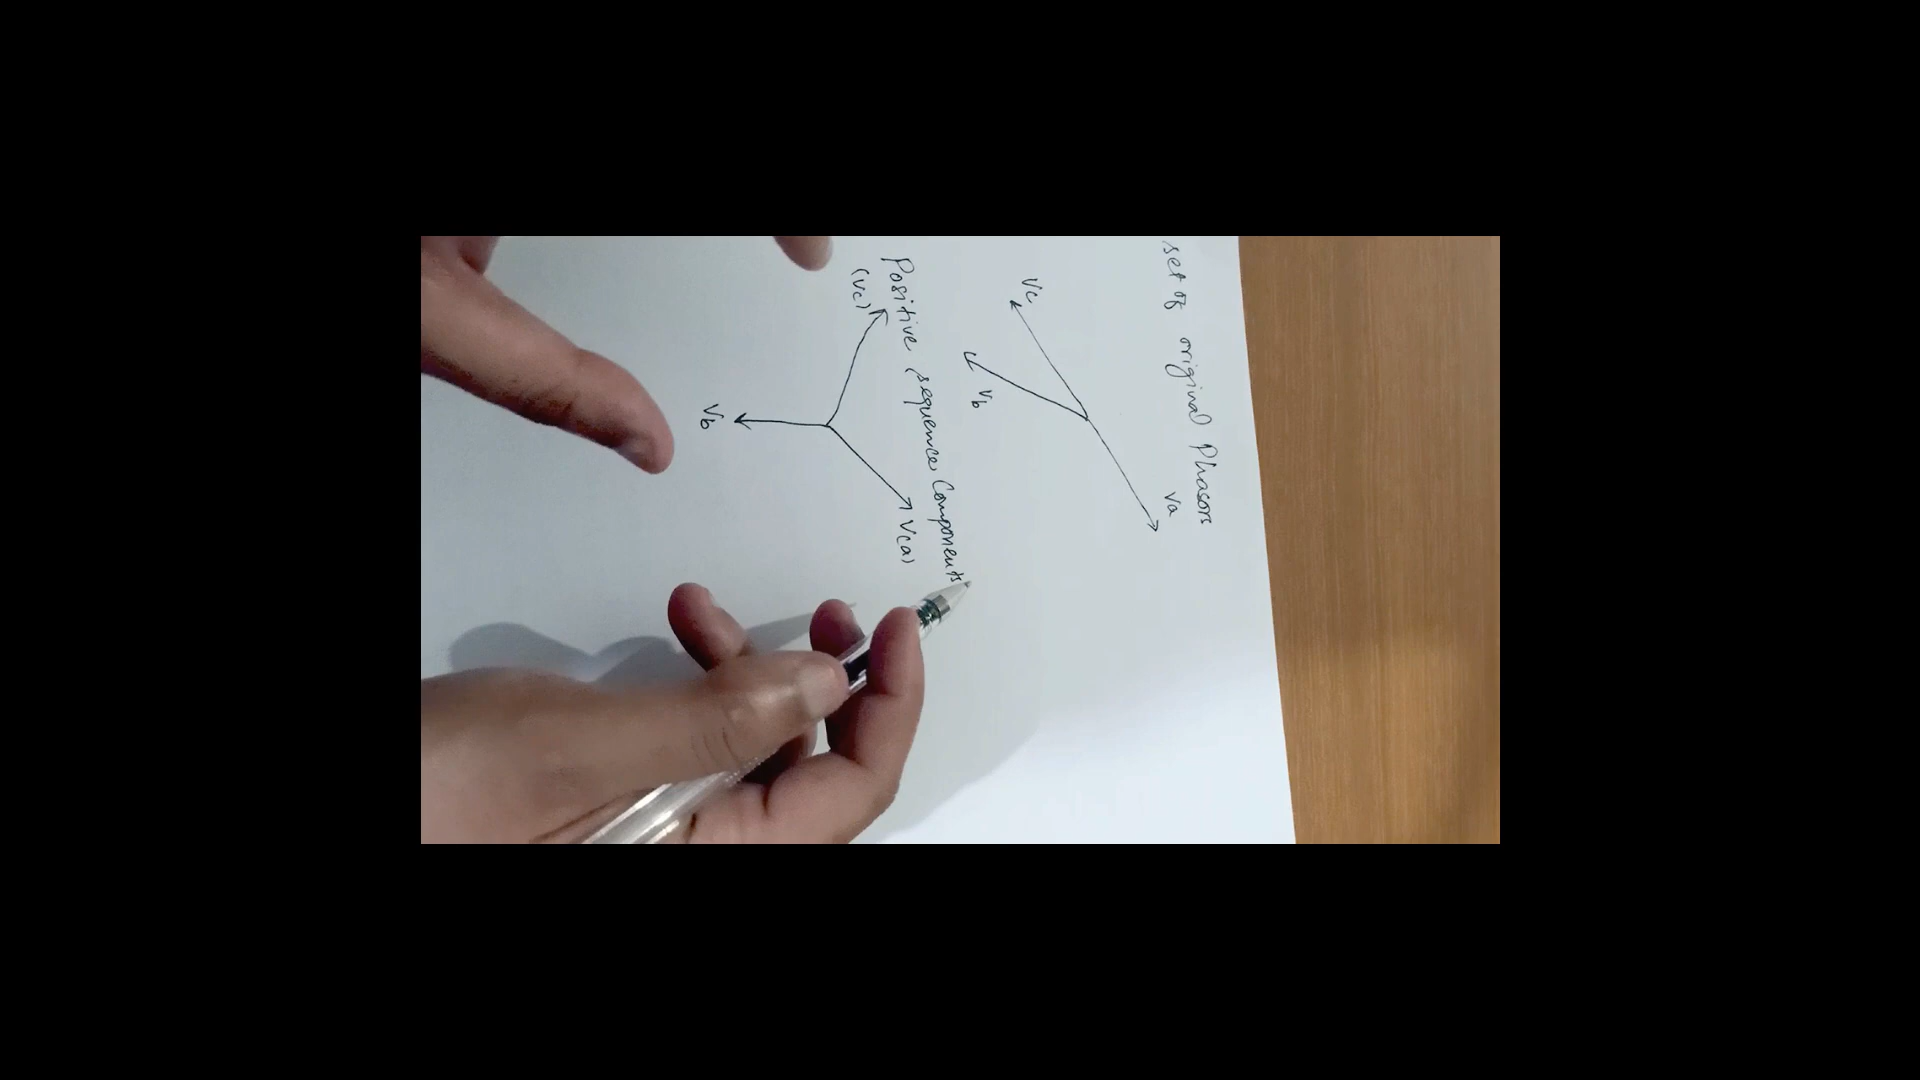 set of original Phasors
Va
Vc
Vb
Positive sequence Components
(Vc)
V(a)
Vb